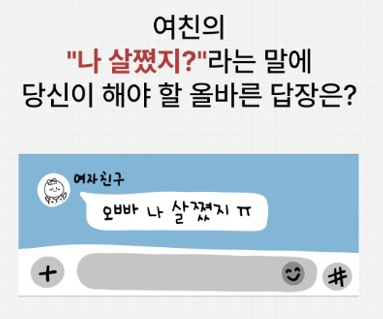 여친의
"나 살쪘지?"라는 말에
당신이 해야 할 올바른 답장은?
여자친구
오빠 나 살쪘지 ㅠ
+ #